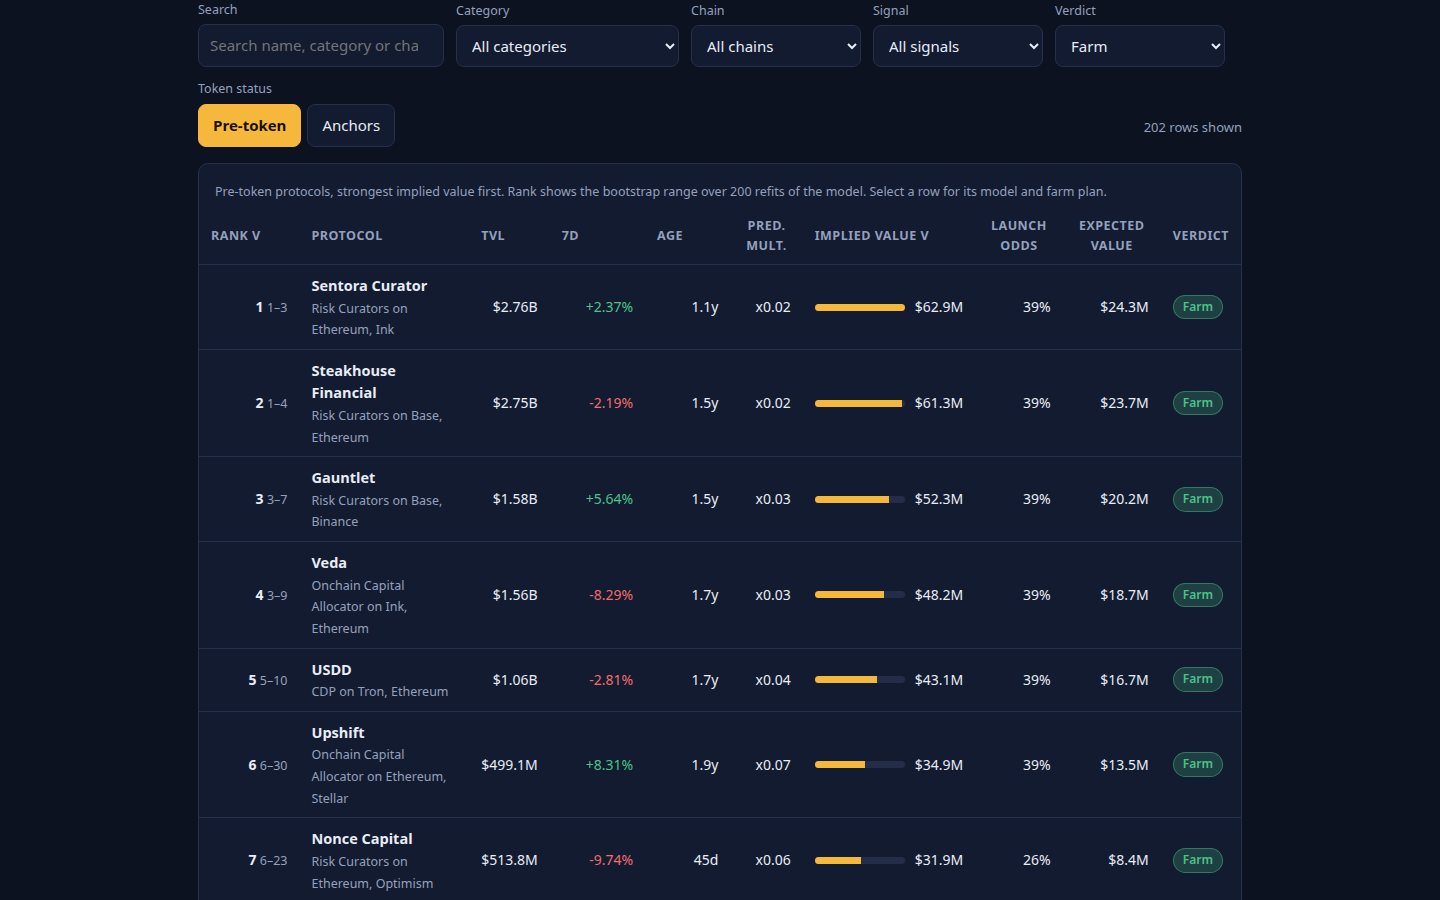 Search Category Chain Signal Verdict
Search name, category or cha All categories All chains All signals Farm
Token status
Pre-token Anchors 202 rows shown
Pre-token protocols, strongest implied value first. Rank shows the bootstrap range over 200 refits of the model. Select a row for its model and farm plan.
RANK V PROTOCOL TVL 7D AGE PRED. MULT. IMPLIED VALUE V LAUNCH ODDS EXPECTED VALUE VERDICT
1 1–3 Sentora Curator $2.76B +2.37% 1.1y x0.02 $62.9M 39% $24.3M Farm
Risk Curators on
Ethereum, Ink
2 1–4 Steakhouse Financial $2.75B -2.19% 1.5y x0.02 $61.3M 39% $23.7M Farm
Risk Curators on Base,
Ethereum
3 3–7 Gauntlet $1.58B +5.64% 1.5y x0.03 $52.3M 39% $20.2M Farm
Risk Curators on Base,
Binance
4 3–9 Veda $1.56B -8.29% 1.7y x0.03 $48.2M 39% $18.7M Farm
Onchain Capital
Allocator on Ink,
Ethereum
5 5–10 USDD $1.06B -2.81% 1.7y x0.04 $43.1M 39% $16.7M Farm
CDP on Tron, Ethereum
6 6–30 Upshift $499.1M +8.31% 1.9y x0.07 $34.9M 39% $13.5M Farm
Onchain Capital
Allocator on Ethereum,
Stellar
7 6–23 Nonce Capital $513.8M -9.74% 45d x0.06 $31.9M 26% $8.4M Farm
Risk Curators on
Ethereum, Optimism